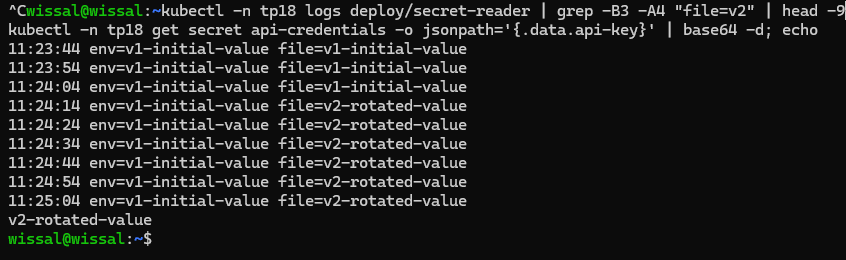 ^Cwissal@wissal:~kubectl -n tp18 logs deploy/secret-reader | grep -B3 -A4 "file=v2" | head -9
kubectl -n tp18 get secret api-credentials -o jsonpath='{.data.api-key}' | base64 -d; echo
11:23:44 env=v1-initial-value file=v1-initial-value
11:23:54 env=v1-initial-value file=v1-initial-value
11:24:04 env=v1-initial-value file=v1-initial-value
11:24:14 env=v1-initial-value file=v2-rotated-value
11:24:24 env=v1-initial-value file=v2-rotated-value
11:24:34 env=v1-initial-value file=v2-rotated-value
11:24:44 env=v1-initial-value file=v2-rotated-value
11:24:54 env=v1-initial-value file=v2-rotated-value
11:25:04 env=v1-initial-value file=v2-rotated-value
v2-rotated-value
wissal@wissal:~$